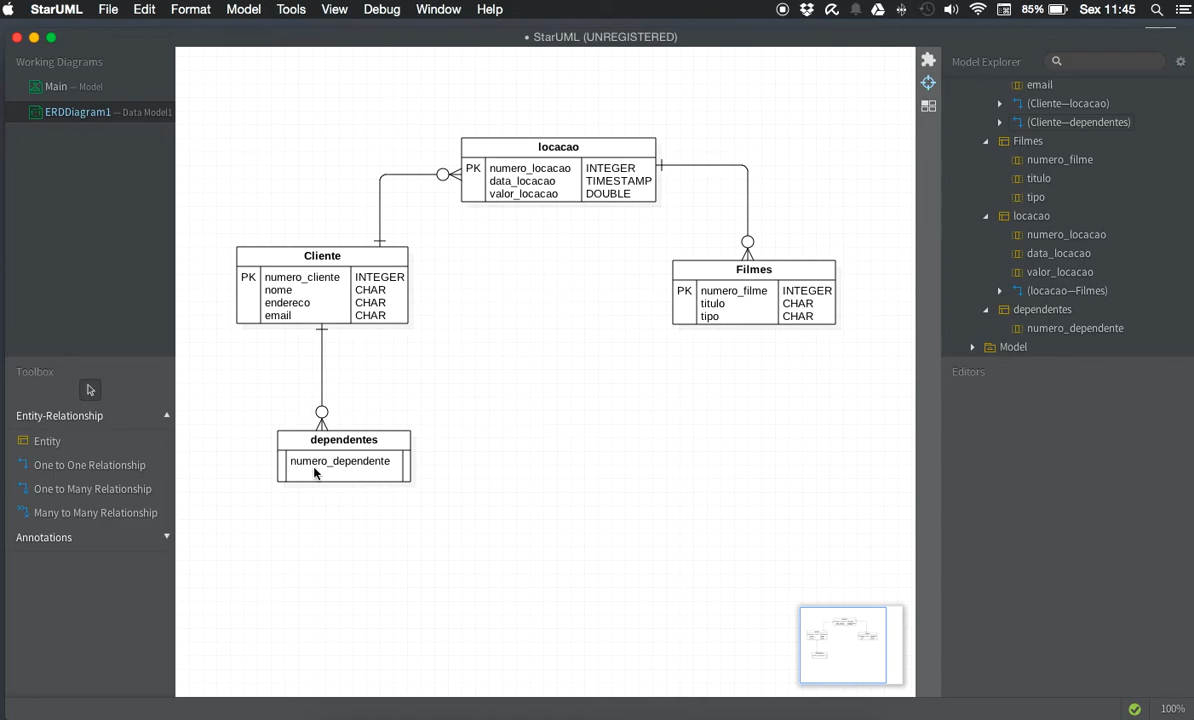 StarUML File Edit Format Model Tools View Debug Window Help 85% Sex 11:45
• StarUML (UNREGISTERED)
Working Diagrams
Main — Model
ERDDiagram1 — Data Model1
Toolbox
Entity-Relationship
Entity
One to One Relationship
One to Many Relationship
Many to Many Relationship
Annotations
locacao
PK numero_locacao INTEGER
data_locacao TIMESTAMP
valor_locacao DOUBLE
Cliente
PK numero_cliente INTEGER
nome CHAR
endereco CHAR
email CHAR
Filmes
PK numero_filme INTEGER
titulo CHAR
tipo CHAR
dependentes
numero_dependente
Model Explorer
email
(Cliente—locacao)
(Cliente—dependentes)
Filmes
numero_filme
titulo
tipo
locacao
numero_locacao
data_locacao
valor_locacao
(locacao—Filmes)
dependentes
numero_dependente
Model
Editors
100%